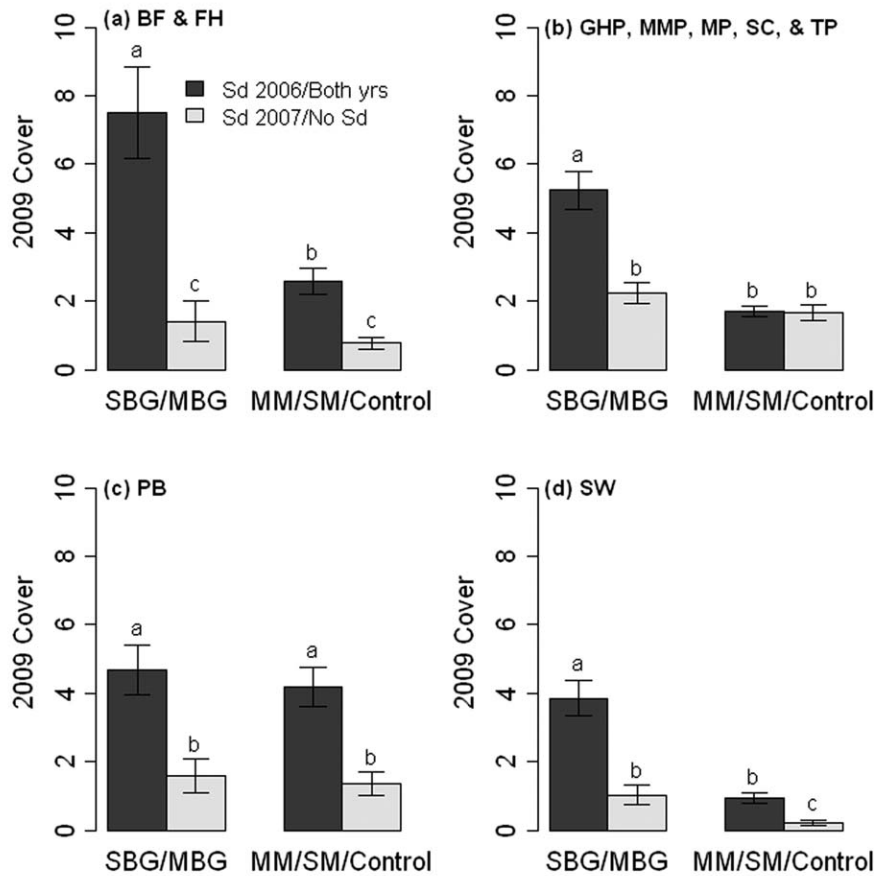 (a) BF & FH
2009 Cover
0 2 4 6 8 10
a
c
b
c
Sd 2006/Both yrs
Sd 2007/No Sd
SBG/MBG MM/SM/Control
(b) GHP, MMP, MP, SC, & TP
2009 Cover
0 2 4 6 8 10
a
b
b b
SBG/MBG MM/SM/Control
(c) PB
2009 Cover
0 2 4 6 8 10
a
b
a
b
SBG/MBG MM/SM/Control
(d) SW
2009 Cover
0 2 4 6 8 10
a
b
b
c
SBG/MBG MM/SM/Control